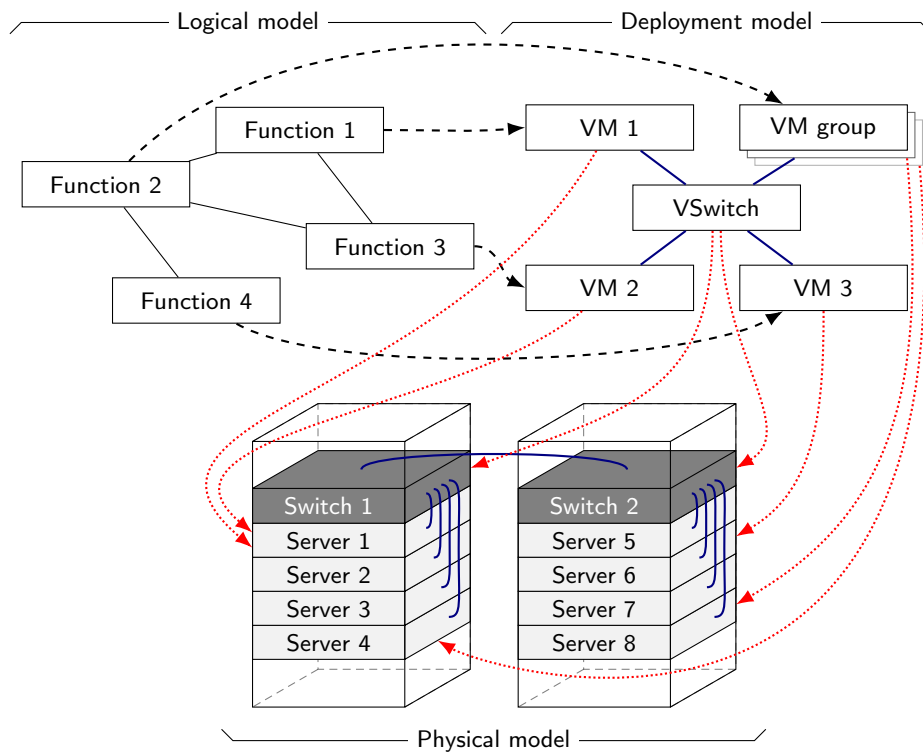 Logical model
Deployment model
Function 1
VM 1
VM group
Function 2
VSwitch
Function 3
VM 2
VM 3
Function 4
Switch 1
Switch 2
Server 1
Server 5
Server 2
Server 6
Server 3
Server 7
Server 4
Server 8
Physical model